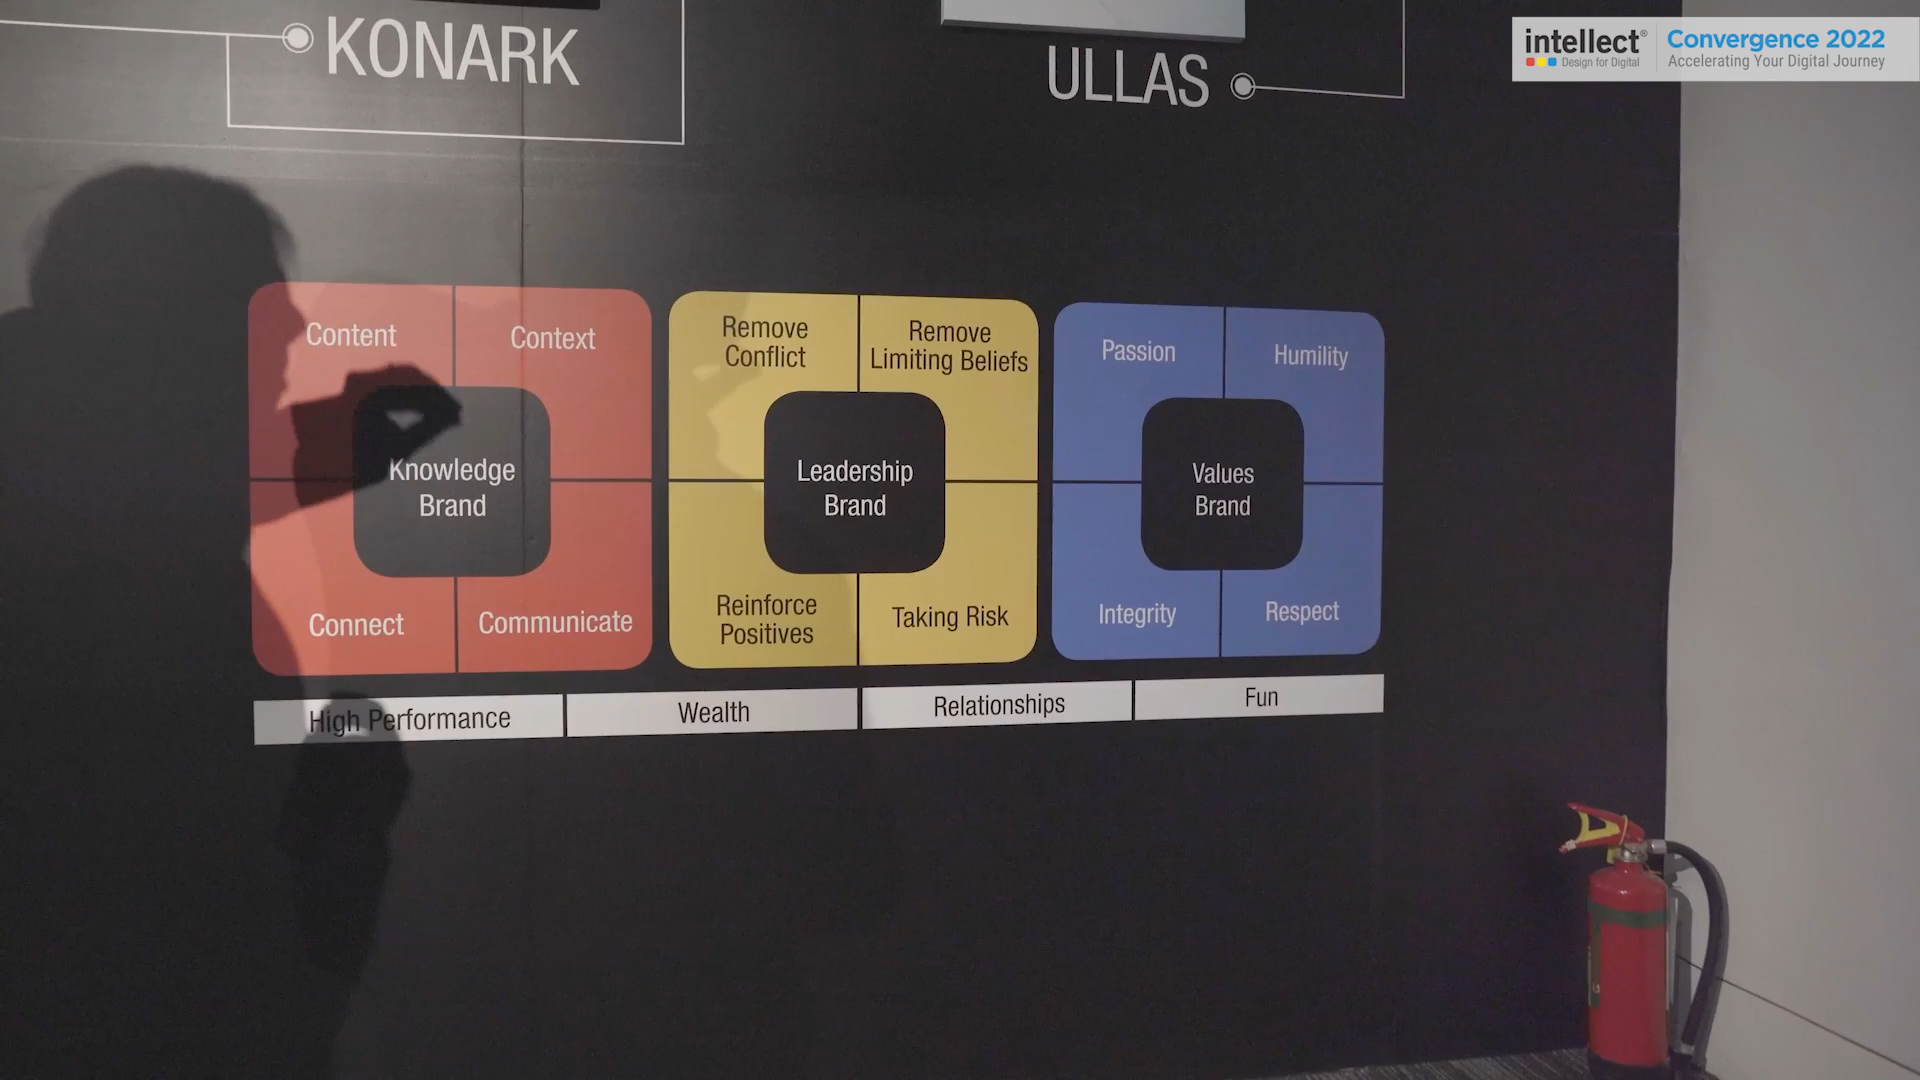 KONARK
ULLAS
intellect®
Design for Digital
Convergence 2022
Accelerating Your Digital Journey
Content
Context
Knowledge
Brand
Connect
Communicate
Remove
Conflict
Remove
Limiting Beliefs
Leadership
Brand
Reinforce
Positives
Taking Risk
Passion
Humility
Values
Brand
Integrity
Respect
High Performance
Wealth
Relationships
Fun